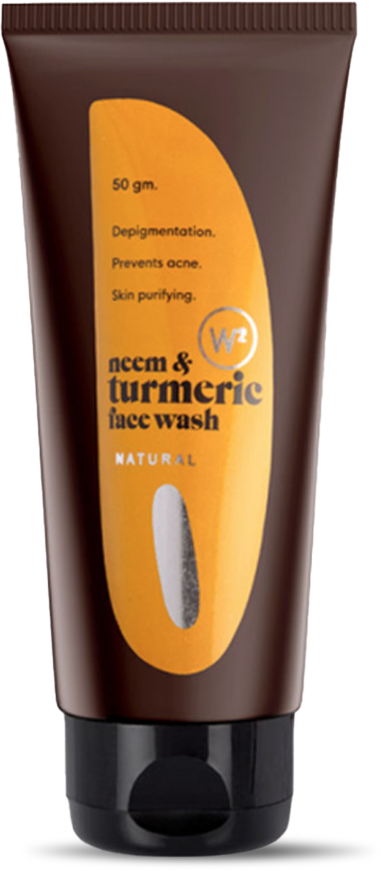 50 gm.
Depigmentation.
Prevents acne.
Skin purifying.
W²
neem &
turmeric
face wash
NATURAL